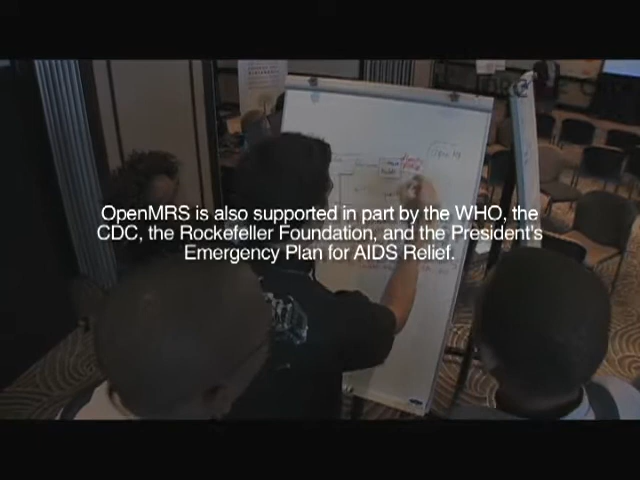 OpenMRS is also supported in part by the WHO, the
CDC, the Rockefeller Foundation, and the President's
Emergency Plan for AIDS Relief.